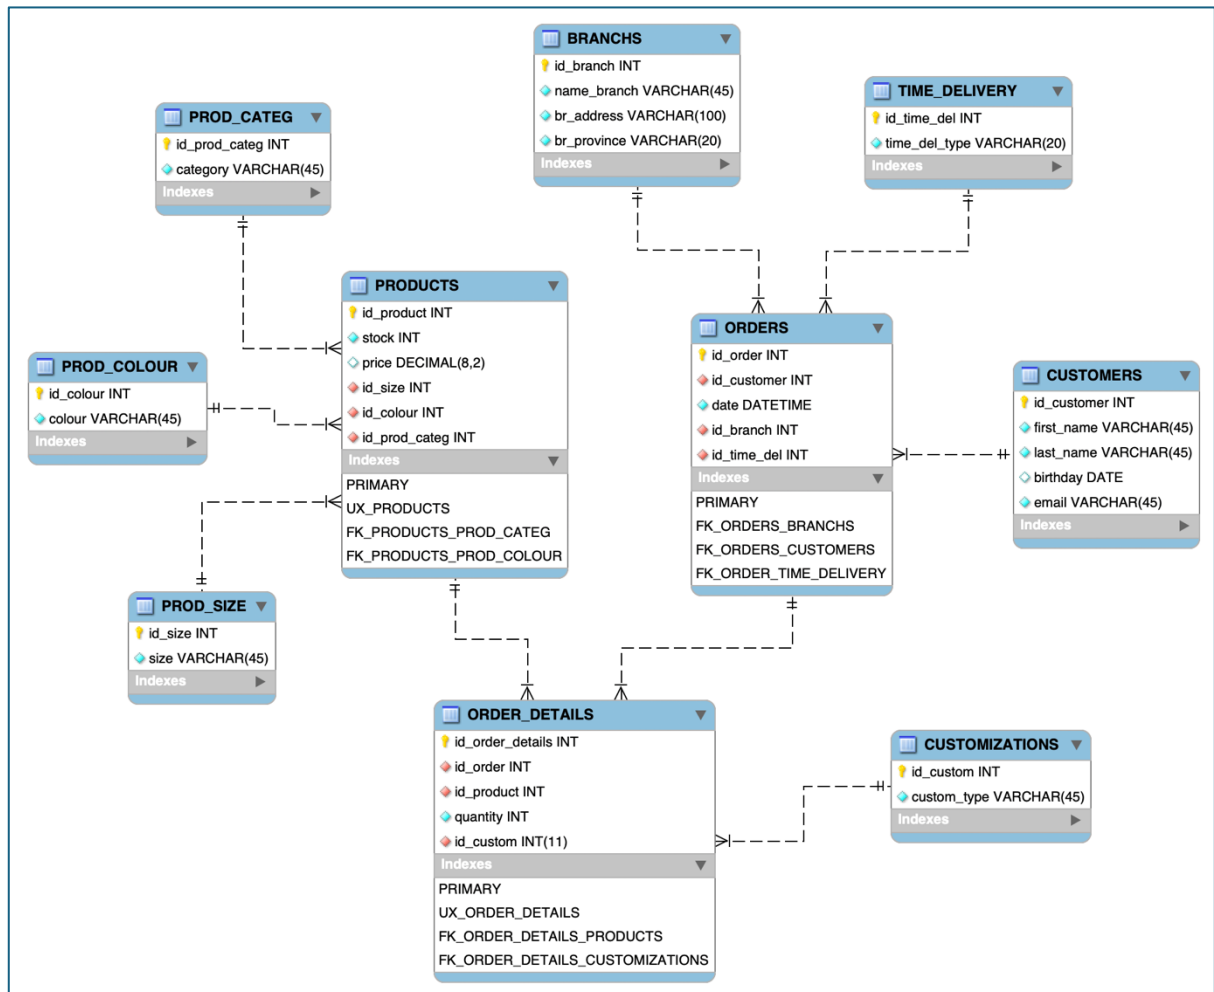 BRANCHS
id_branch INT
name_branch VARCHAR(45)
br_address VARCHAR(100)
br_province VARCHAR(20)
Indexes
TIME_DELIVERY
id_time_del INT
time_del_type VARCHAR(20)
Indexes
PROD_CATEG
id_prod_categ INT
category VARCHAR(45)
Indexes
PRODUCTS
id_product INT
stock INT
price DECIMAL(8,2)
id_size INT
id_colour INT
id_prod_categ INT
Indexes
PRIMARY
UX_PRODUCTS
FK_PRODUCTS_PROD_CATEG
FK_PRODUCTS_PROD_COLOUR
ORDERS
id_order INT
id_customer INT
date DATETIME
id_branch INT
id_time_del INT
Indexes
PRIMARY
FK_ORDERS_BRANCHS
FK_ORDERS_CUSTOMERS
FK_ORDER_TIME_DELIVERY
PROD_COLOUR
id_colour INT
colour VARCHAR(45)
Indexes
CUSTOMERS
id_customer INT
first_name VARCHAR(45)
last_name VARCHAR(45)
birthday DATE
email VARCHAR(45)
Indexes
PROD_SIZE
id_size INT
size VARCHAR(45)
Indexes
ORDER_DETAILS
id_order_details INT
id_order INT
id_product INT
quantity INT
id_custom INT(11)
Indexes
PRIMARY
UX_ORDER_DETAILS
FK_ORDER_DETAILS_PRODUCTS
FK_ORDER_DETAILS_CUSTOMIZATIONS
CUSTOMIZATIONS
id_custom INT
custom_type VARCHAR(45)
Indexes